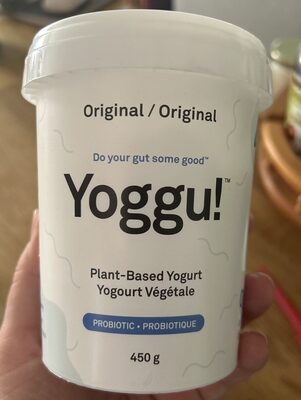 Original / Original
Do your gut some good™
Yoggu!™
Plant-Based Yogurt
Yogourt Végétale
PROBIOTIC • PROBIOTIQUE
450 g